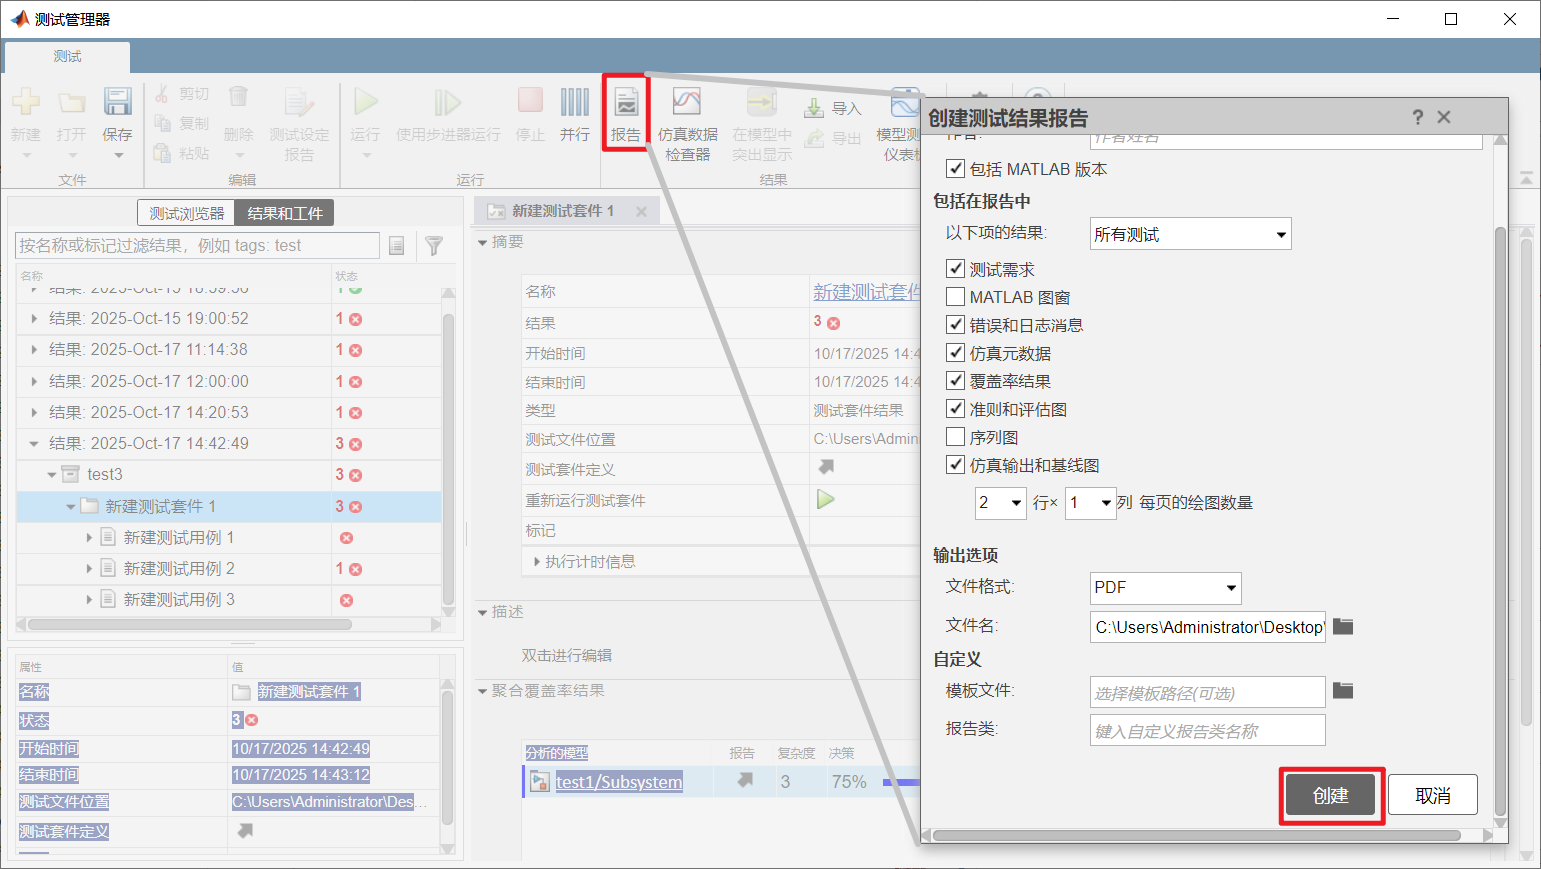 测试管理器
测试
新建
打开
保存
剪切
复制
粘贴
删除
测试设定
报告
运行
使用步进器运行
停止
并行
报告
仿真数据
检查器
在模型中
突出显示
导入
导出
模型测
仪表板
文件
编辑
运行
结果
测试浏览器
结果和工件
按名称或标记过滤结果，例如 tags: test
名称 状态
结果: 2025-Oct-15 18:59:50 1
结果: 2025-Oct-15 19:00:52 1
结果: 2025-Oct-17 11:14:38 1
结果: 2025-Oct-17 12:00:00 1
结果: 2025-Oct-17 14:20:53 1
结果: 2025-Oct-17 14:42:49 3
test3 3
新建测试套件 1 3
新建测试用例 1
新建测试用例 2 1
新建测试用例 3
属性 值
名称 新建测试套件 1
状态 3
开始时间 10/17/2025 14:42:49
结束时间 10/17/2025 14:43:12
测试文件位置 C:\Users\Administrator\Des...
测试套件定义
新建测试套件 1
摘要
名称 新建测试套件
结果 3
开始时间 10/17/2025 14:4
结束时间 10/17/2025 14:4
类型 测试套件结果
测试文件位置 C:\Users\Admini
测试套件定义
重新运行测试套件
标记
执行计时信息
描述
双击进行编辑
聚合覆盖率结果
分析的模型 报告 复杂度 决策
test1/Subsystem 3 75%
创建测试结果报告 ?
作者: 作者姓名
包括 MATLAB 版本
包括在报告中
以下项的结果: 所有测试
测试需求
MATLAB 图窗
错误和日志消息
仿真元数据
覆盖率结果
准则和评估图
序列图
仿真输出和基线图
2 行× 1 列 每页的绘图数量
输出选项
文件格式: PDF
文件名: C:\Users\Administrator\Desktop\
自定义
模板文件: 选择模板路径(可选)
报告类: 键入自定义报告类名称
创建 取消